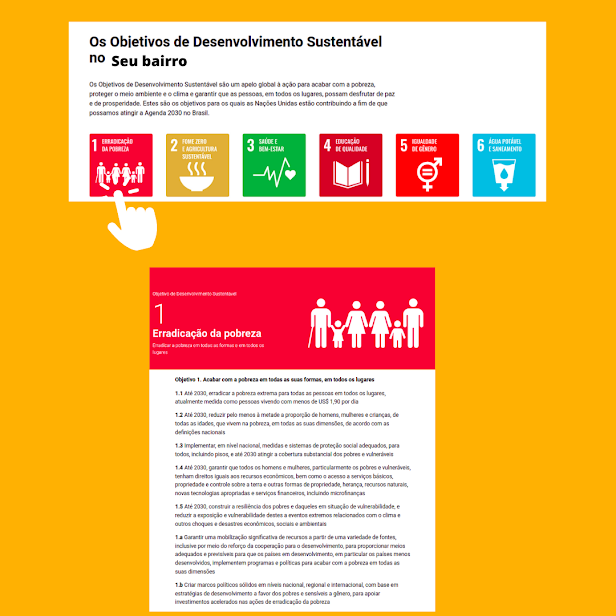 Os Objetivos de Desenvolvimento Sustentável
no Seu bairro
Os Objetivos de Desenvolvimento Sustentável são um apelo global à ação para acabar com a pobreza,
proteger o meio ambiente e o clima e garantir que as pessoas, em todos os lugares, possam desfrutar de paz
e de prosperidade. Estes são os objetivos para os quais as Nações Unidas estão contribuindo a fim de que
possamos atingir a Agenda 2030 no Brasil.
1 ERRADICAÇÃO
DA POBREZA
2 FOME ZERO
E AGRICULTURA
SUSTENTÁVEL
3 SAÚDE E
BEM-ESTAR
4 EDUCAÇÃO
DE QUALIDADE
5 IGUALDADE
DE GÊNERO
6 ÁGUA POTÁVEL
E SANEAMENTO
Objetivo de Desenvolvimento Sustentável
1
Erradicação da pobreza
Erradicar a pobreza em todas as formas e em todos os
lugares
Objetivo 1. Acabar com a pobreza em todas as suas formas, em todos os lugares
1.1 Até 2030, erradicar a pobreza extrema para todas as pessoas em todos os lugares,
atualmente medida como pessoas vivendo com menos de US$ 1,90 por dia
1.2 Até 2030, reduzir pelo menos à metade a proporção de homens, mulheres e crianças, de
todas as idades, que vivem na pobreza, em todas as suas dimensões, de acordo com as
definições nacionais
1.3 Implementar, em nível nacional, medidas e sistemas de proteção social adequados, para
todos, incluindo pisos, e até 2030 atingir a cobertura substancial dos pobres e vulneráveis
1.4 Até 2030, garantir que todos os homens e mulheres, particularmente os pobres e vulneráveis,
tenham direitos iguais aos recursos econômicos, bem como o acesso a serviços básicos,
propriedade e controle sobre a terra e outras formas de propriedade, herança, recursos naturais,
novas tecnologias apropriadas e serviços financeiros, incluindo microfinanças
1.5 Até 2030, construir a resiliência dos pobres e daqueles em situação de vulnerabilidade, e
reduzir a exposição e vulnerabilidade destes a eventos extremos relacionados com o clima e
outros choques e desastres econômicos, sociais e ambientais
1.a Garantir uma mobilização significativa de recursos a partir de uma variedade de fontes,
inclusive por meio do reforço da cooperação para o desenvolvimento, para proporcionar meios
adequados e previsíveis para que os países em desenvolvimento, em particular os países menos
desenvolvidos, implementem programas e políticas para acabar com a pobreza em todas as
suas dimensões
1.b Criar marcos políticos sólidos em níveis nacional, regional e internacional, com base em
estratégias de desenvolvimento a favor dos pobres e sensíveis a gênero, para apoiar
investimentos acelerados nas ações de erradicação da pobreza